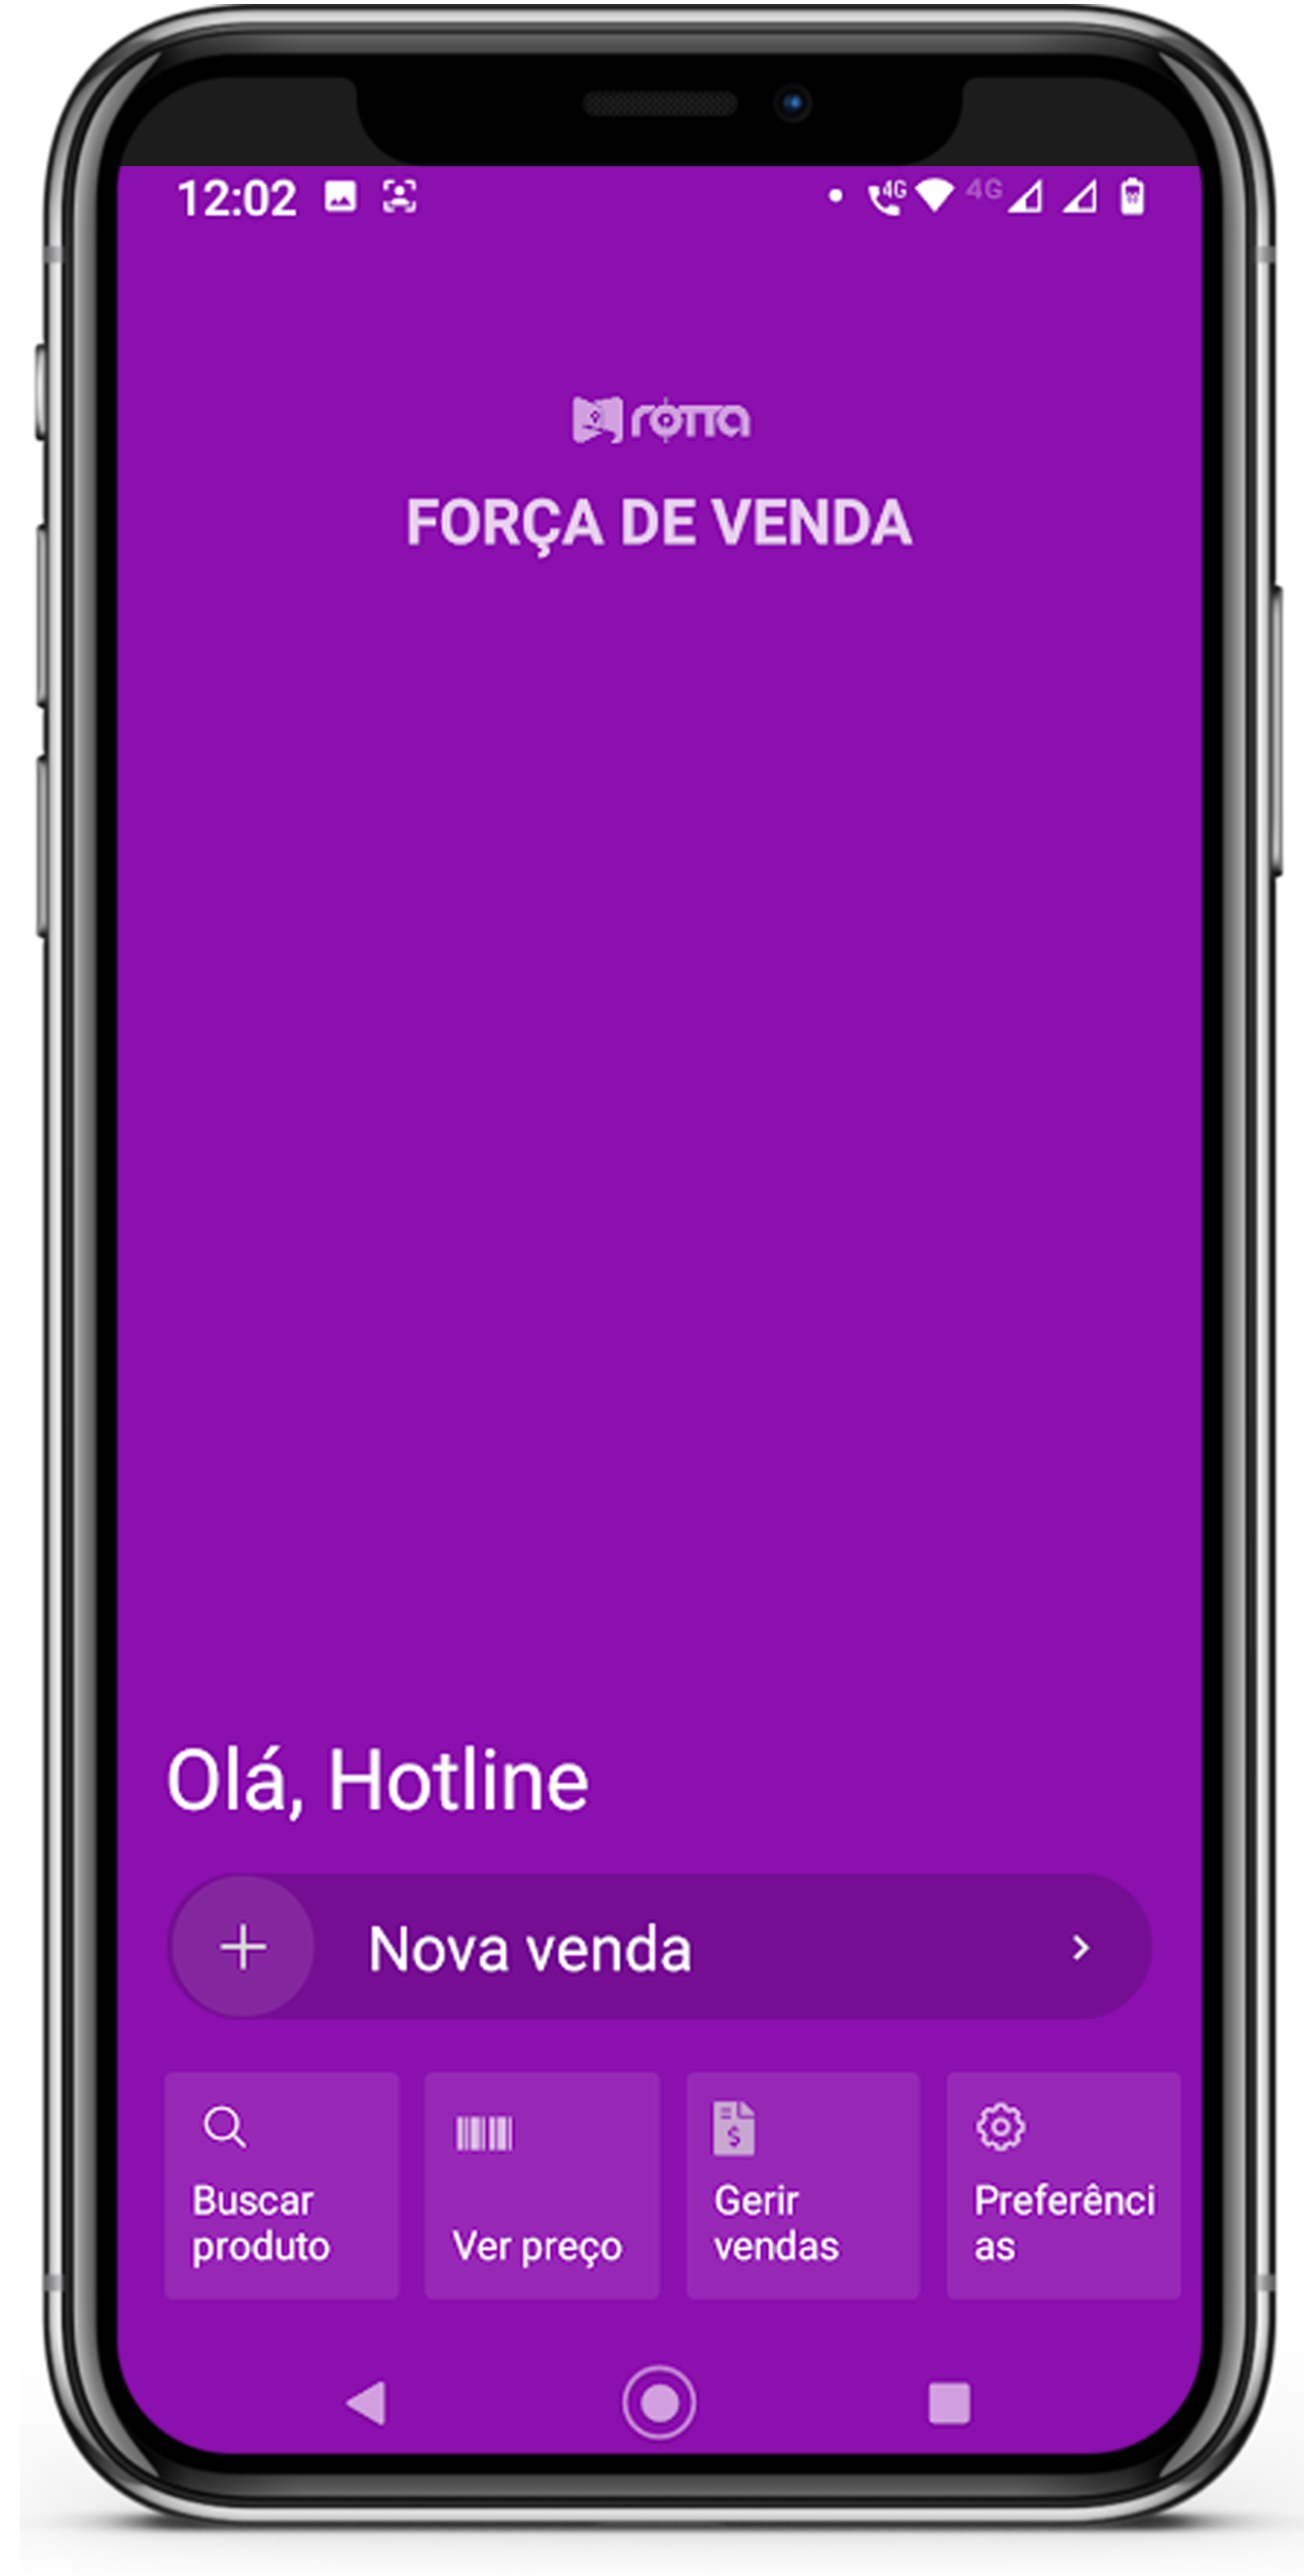 12:02
4G 4G
rotta
FORÇA DE VENDA
Olá, Hotline
+ Nova venda >
Buscar
produto
Ver preço
Gerir
vendas
Preferênci
as